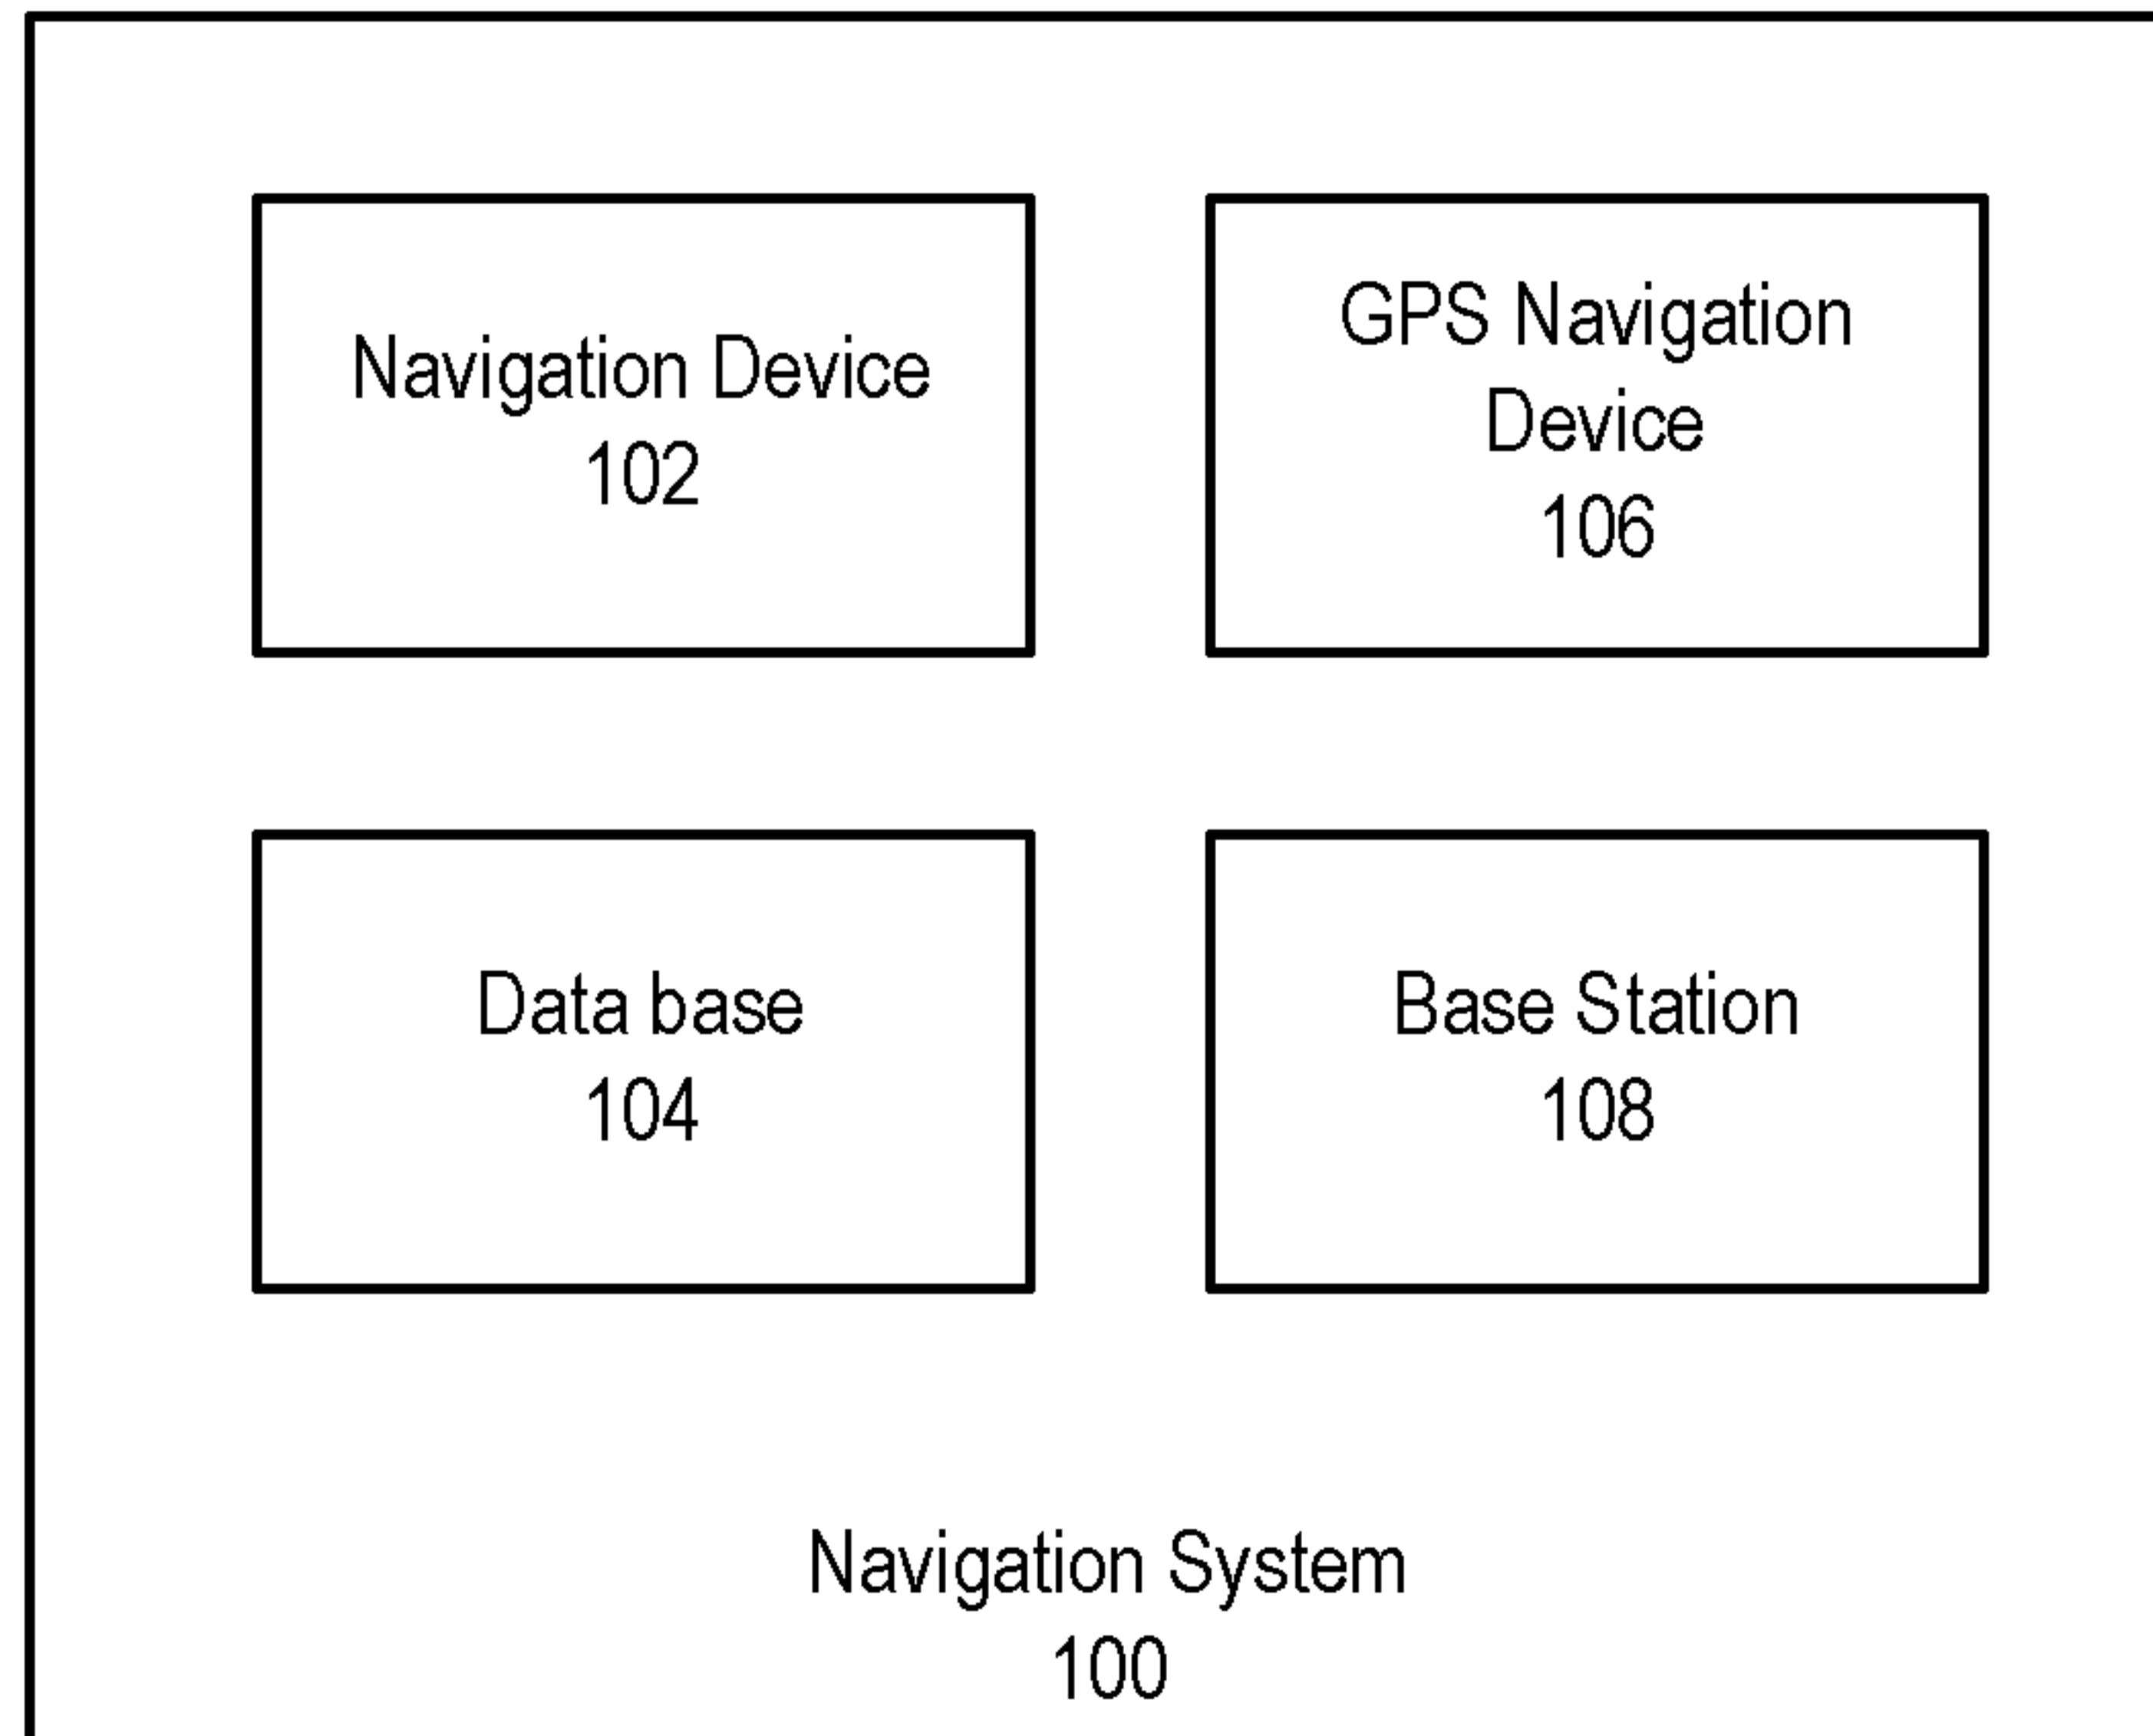 Navigation Device
102
GPS Navigation
Device
106
Data base
104
Base Station
108
Navigation System
100